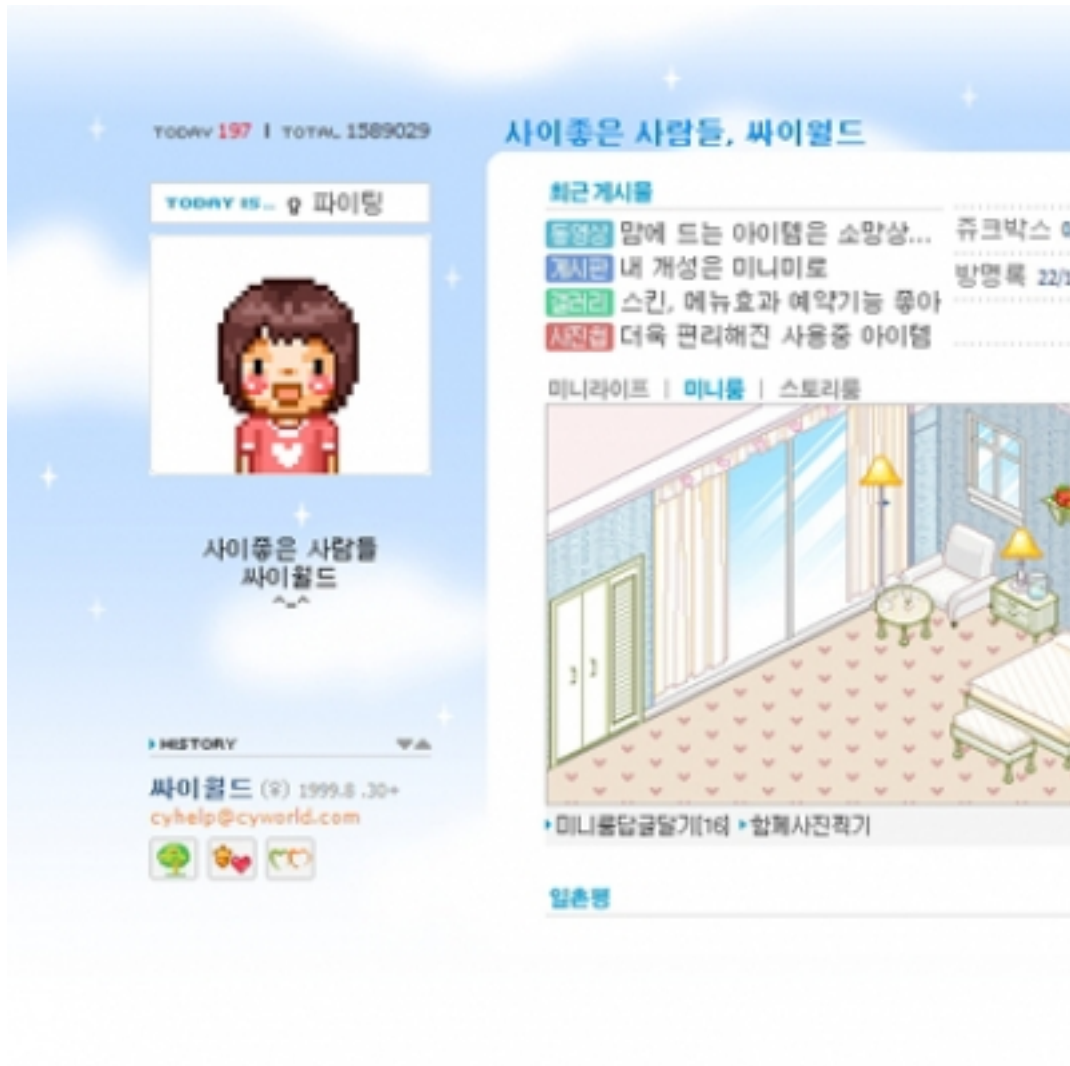 TODAY 197 | TOTAL 1589029
사이좋은 사람들, 싸이월드
TODAY IS... 파이팅
사이좋은 사람들
싸이월드
^_^
HISTORY
싸이월드 (우) 1999.8 .30+
cyhelp@cyworld.com
최근 게시물
동영상 맘에 드는 아이템은 소망상...
게시판 내 개성은 미니미로
갤러리 스킨, 메뉴효과 예약기능 좋아
사진첩 더욱 편리해진 사용중 아이템
쥬크박스
방명록 22/1
미니라이프 | 미니룸 | 스토리룸
미니룸답글달기[16] 함께사진찍기
일촌평